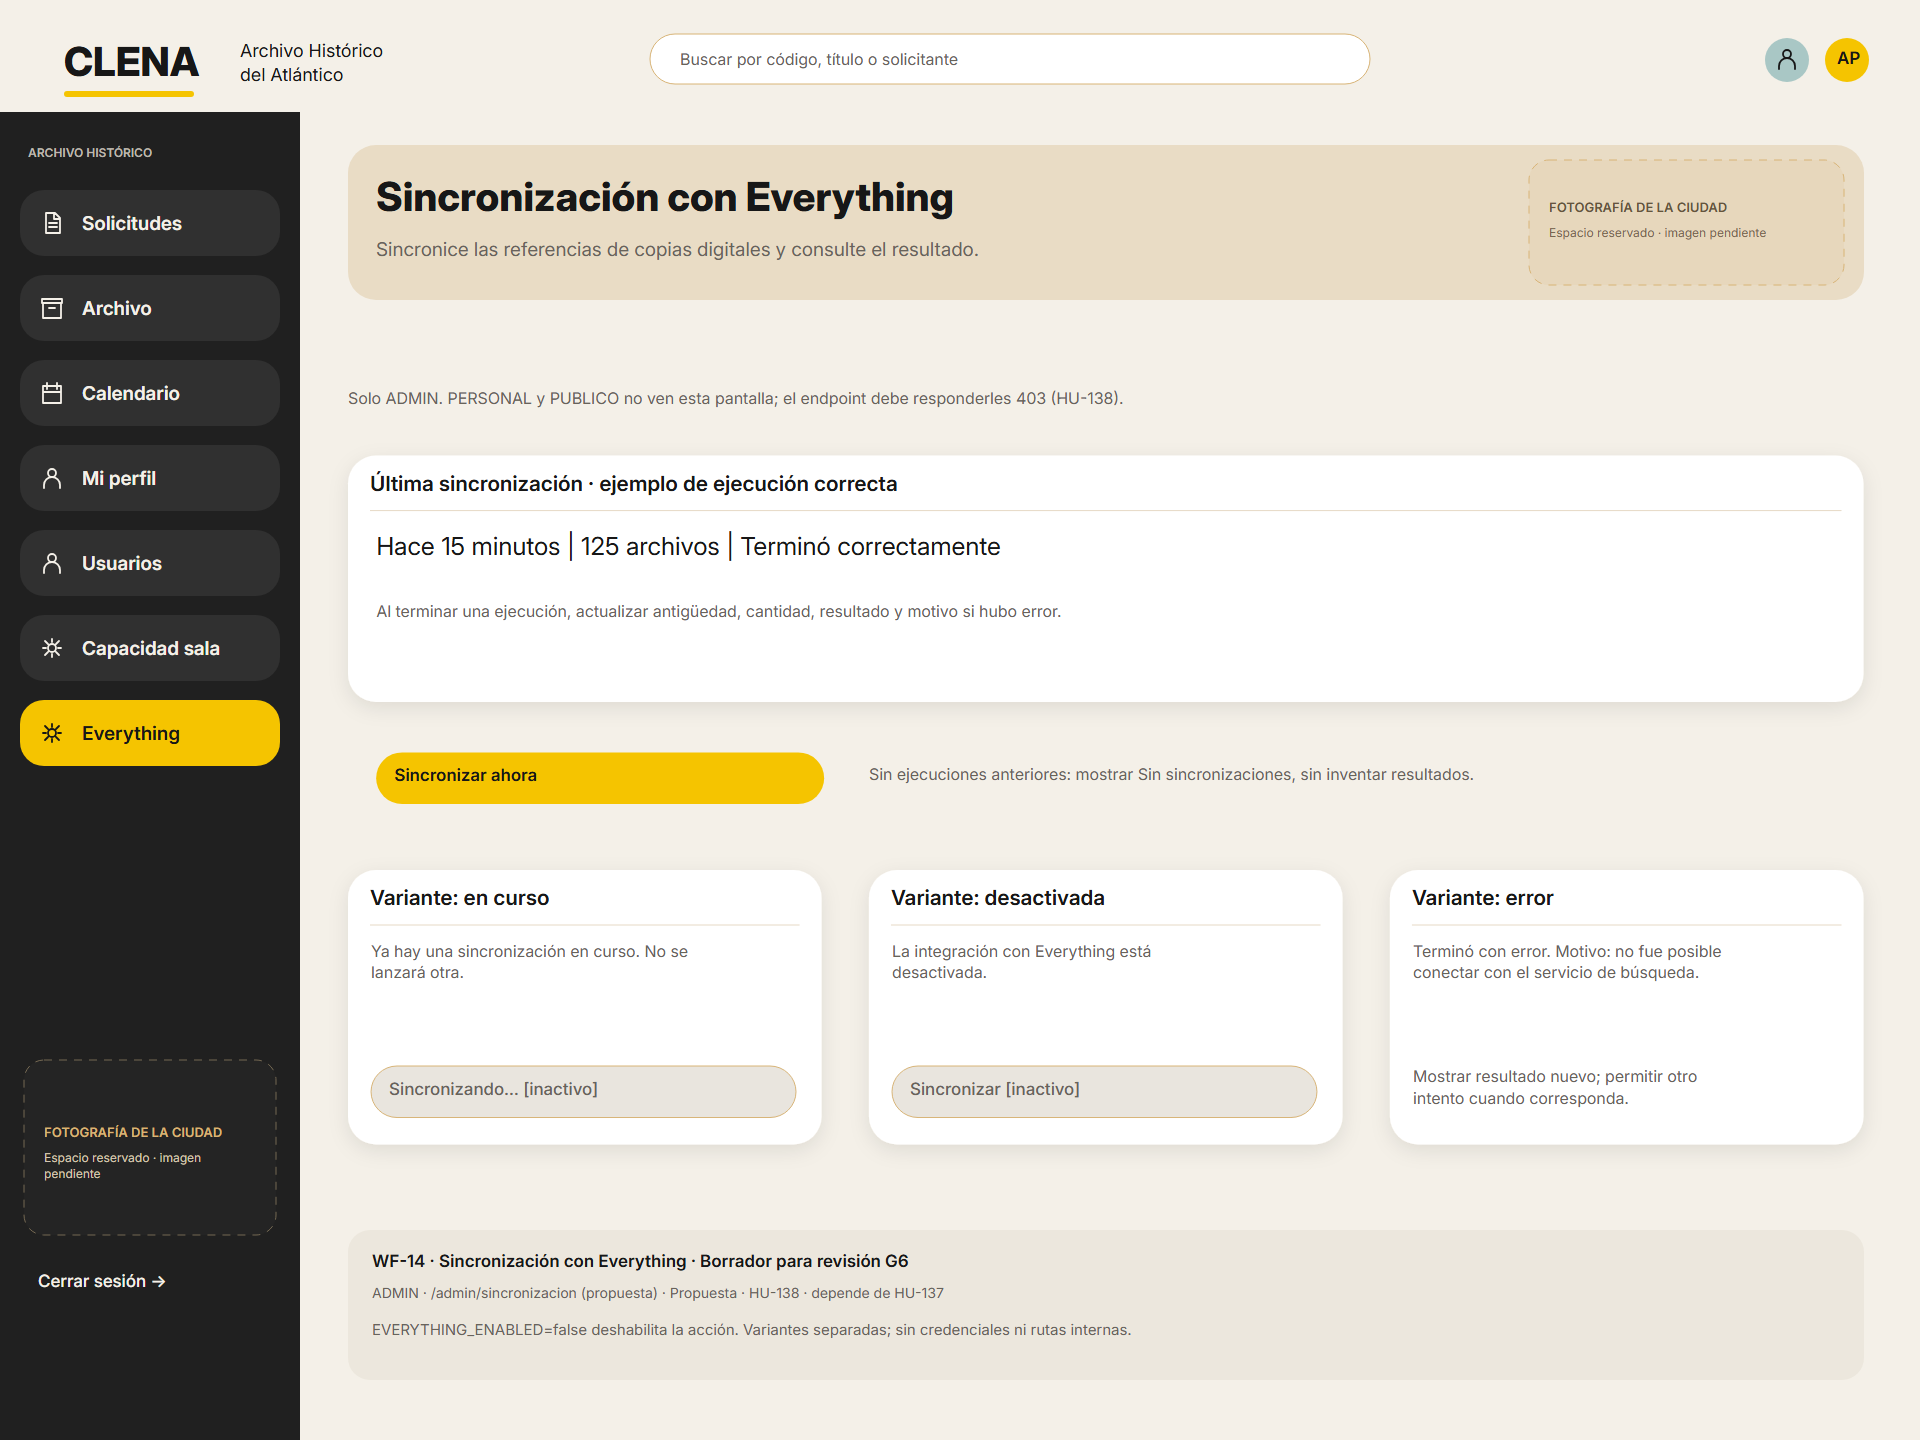 CLENA
Archivo Histórico
del Atlántico
Buscar por código, título o solicitante
AP
ARCHIVO HISTÓRICO
Solicitudes
Archivo
Calendario
Mi perfil
Usuarios
Capacidad sala
Everything
FOTOGRAFÍA DE LA CIUDAD
Espacio reservado · imagen
pendiente
Cerrar sesión →
Sincronización con Everything
Sincronice las referencias de copias digitales y consulte el resultado.
FOTOGRAFÍA DE LA CIUDAD
Espacio reservado · imagen pendiente
Solo ADMIN. PERSONAL y PUBLICO no ven esta pantalla; el endpoint debe responderles 403 (HU-138).
Última sincronización · ejemplo de ejecución correcta
Hace 15 minutos | 125 archivos | Terminó correctamente
Al terminar una ejecución, actualizar antigüedad, cantidad, resultado y motivo si hubo error.
Sincronizar ahora
Sin ejecuciones anteriores: mostrar Sin sincronizaciones, sin inventar resultados.
Variante: en curso
Ya hay una sincronización en curso. No se
lanzará otra.
Sincronizando... [inactivo]
Variante: desactivada
La integración con Everything está
desactivada.
Sincronizar [inactivo]
Variante: error
Terminó con error. Motivo: no fue posible
conectar con el servicio de búsqueda.
Mostrar resultado nuevo; permitir otro
intento cuando corresponda.
WF-14 · Sincronización con Everything · Borrador para revisión G6
ADMIN · /admin/sincronizacion (propuesta) · Propuesta · HU-138 · depende de HU-137
EVERYTHING_ENABLED=false deshabilita la acción. Variantes separadas; sin credenciales ni rutas internas.